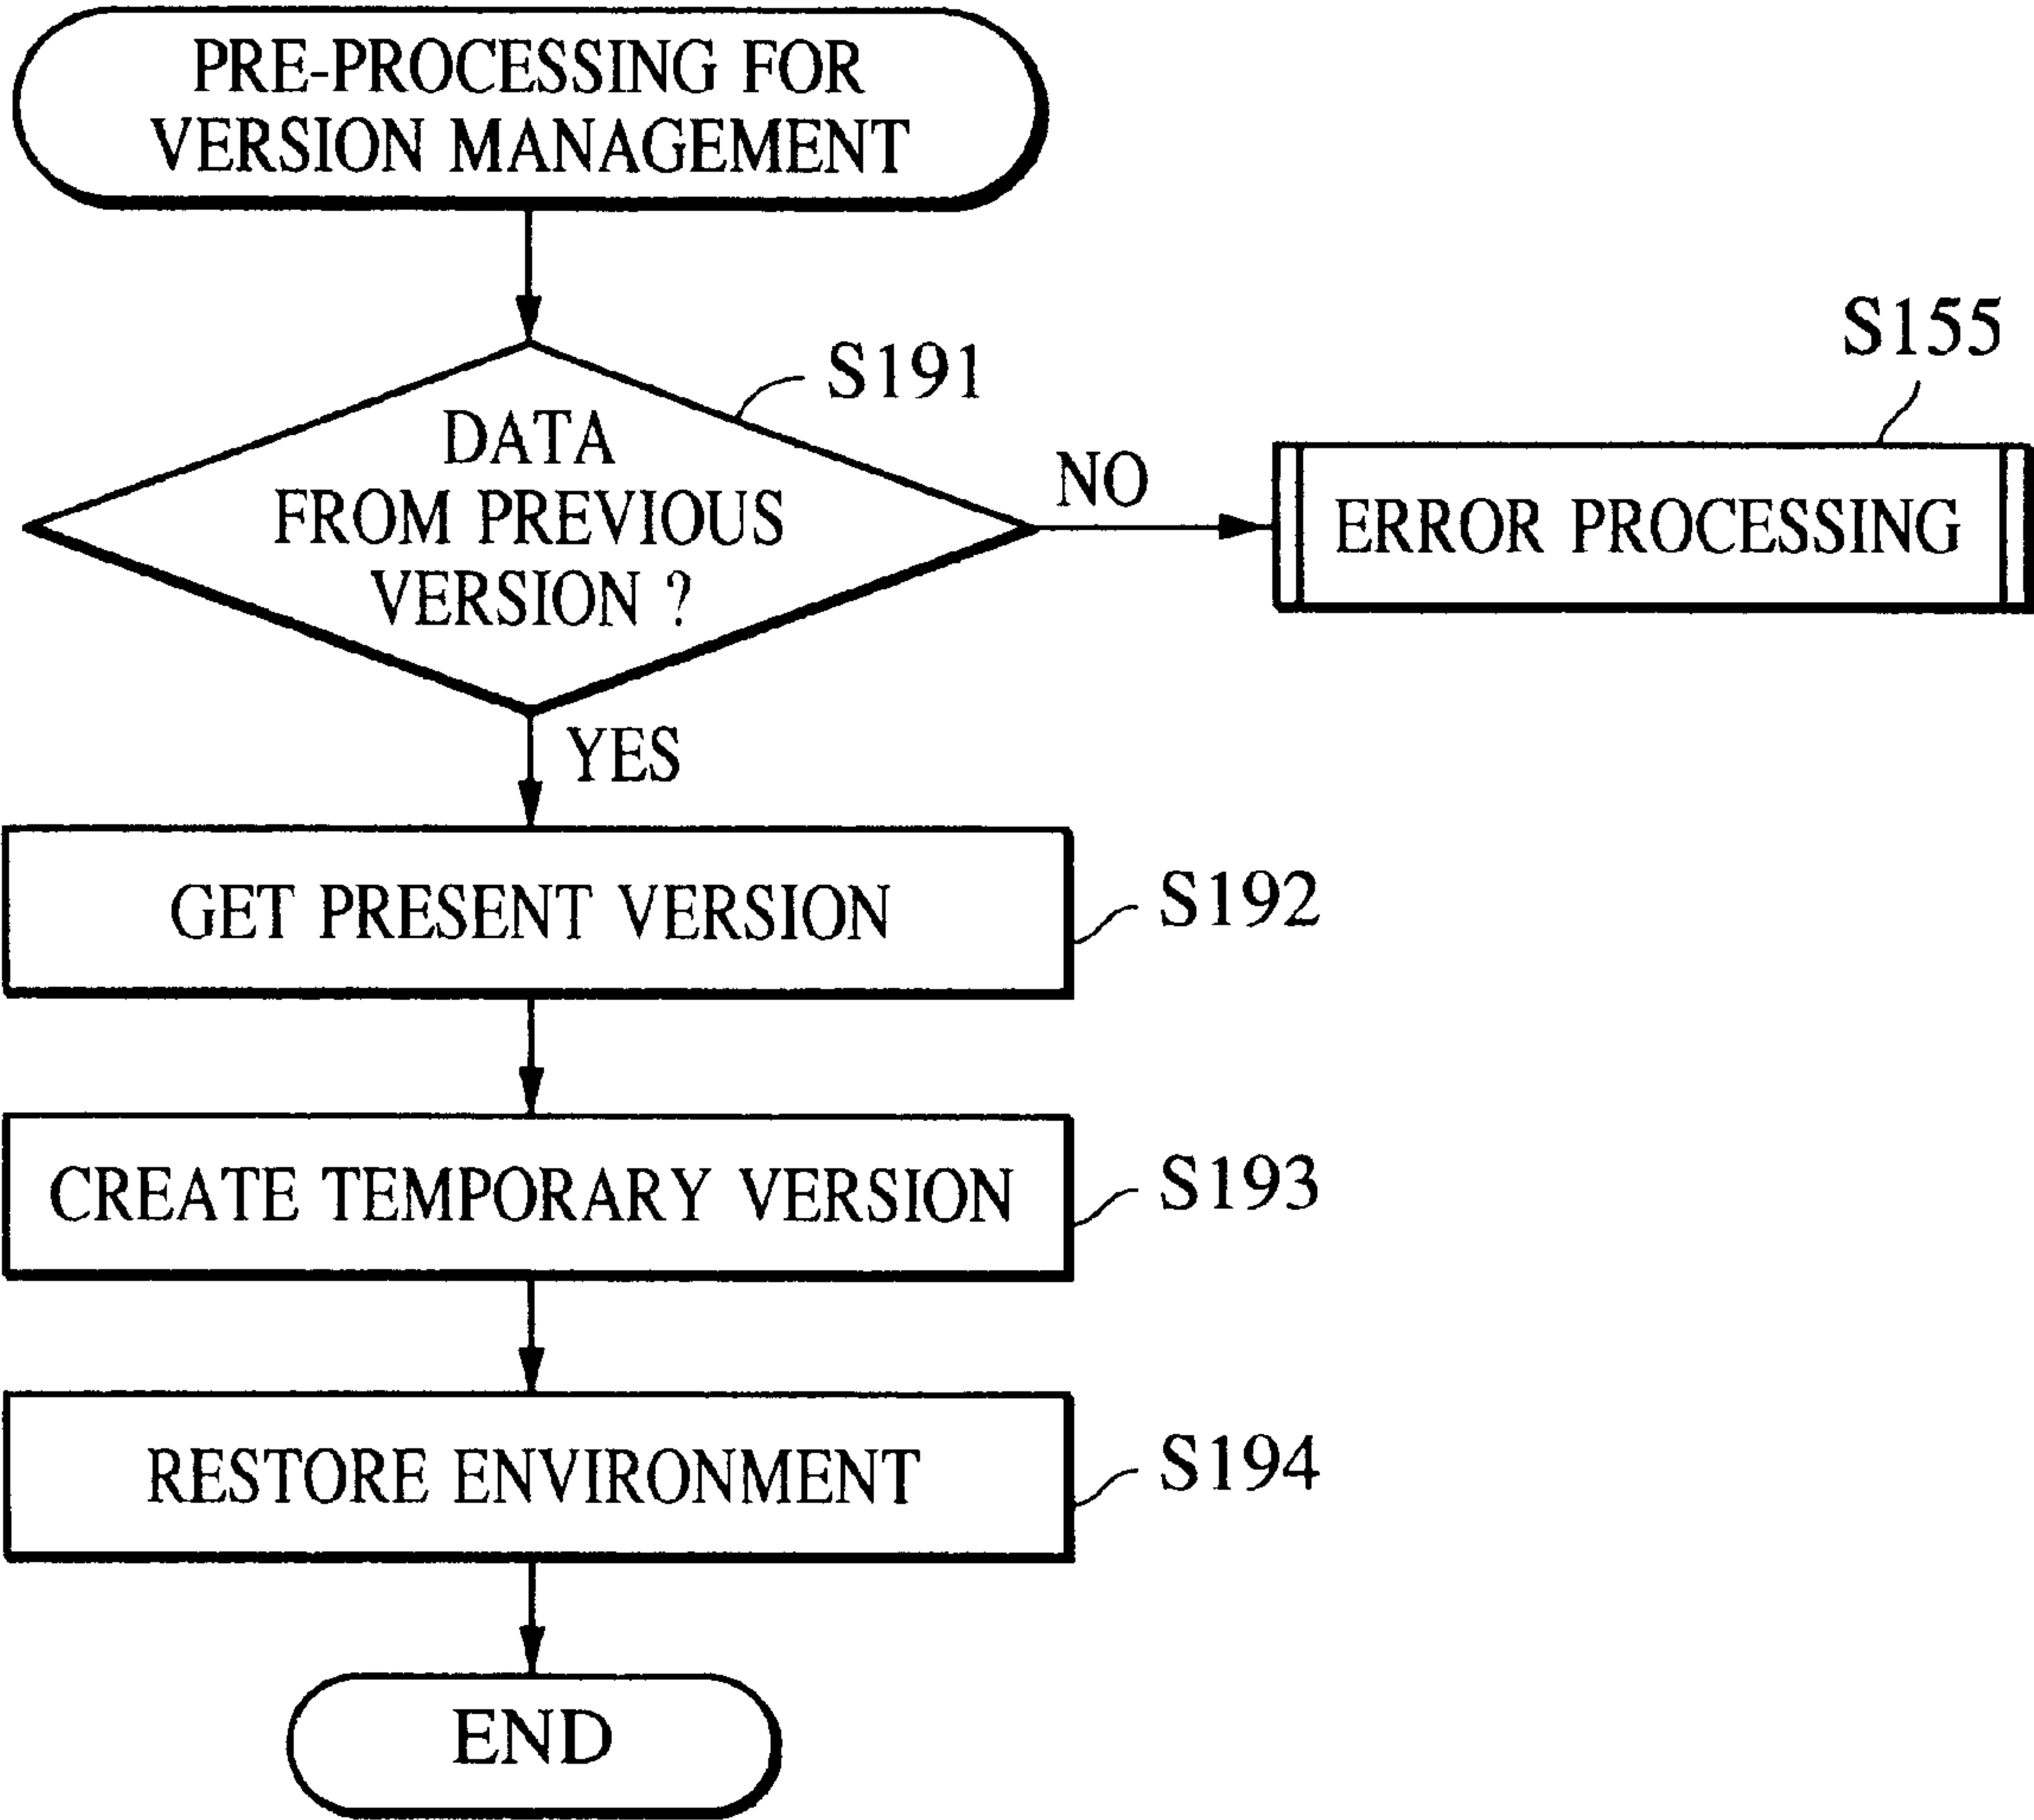 PRE-PROCESSING FOR
VERSION MANAGEMENT
S191
DATA
FROM PREVIOUS
VERSION ?
NO
S155
ERROR PROCESSING
YES
GET PRESENT VERSION
S192
CREATE TEMPORARY VERSION
S193
RESTORE ENVIRONMENT
S194
END